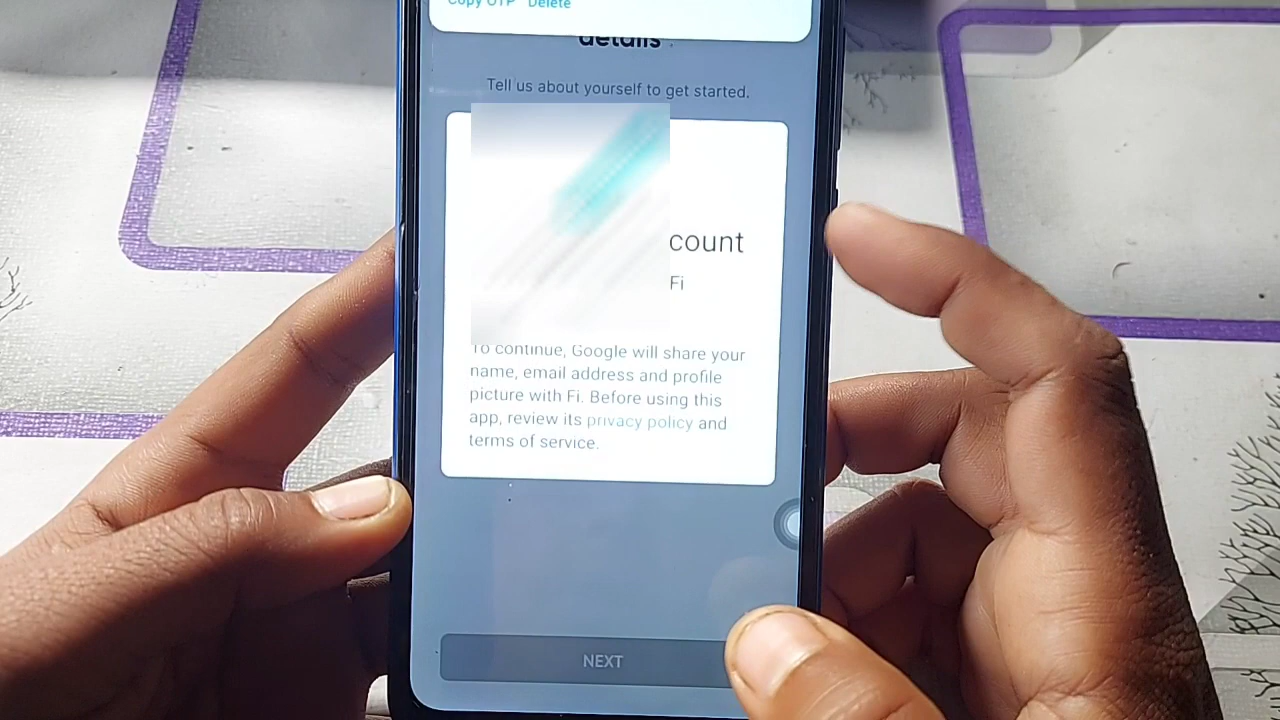 Copy OTP Delete
details
Tell us about yourself to get started.
count
Fi
To continue, Google will share your
name, email address and profile
picture with Fi. Before using this
app, review its privacy policy and
terms of service.
NEXT